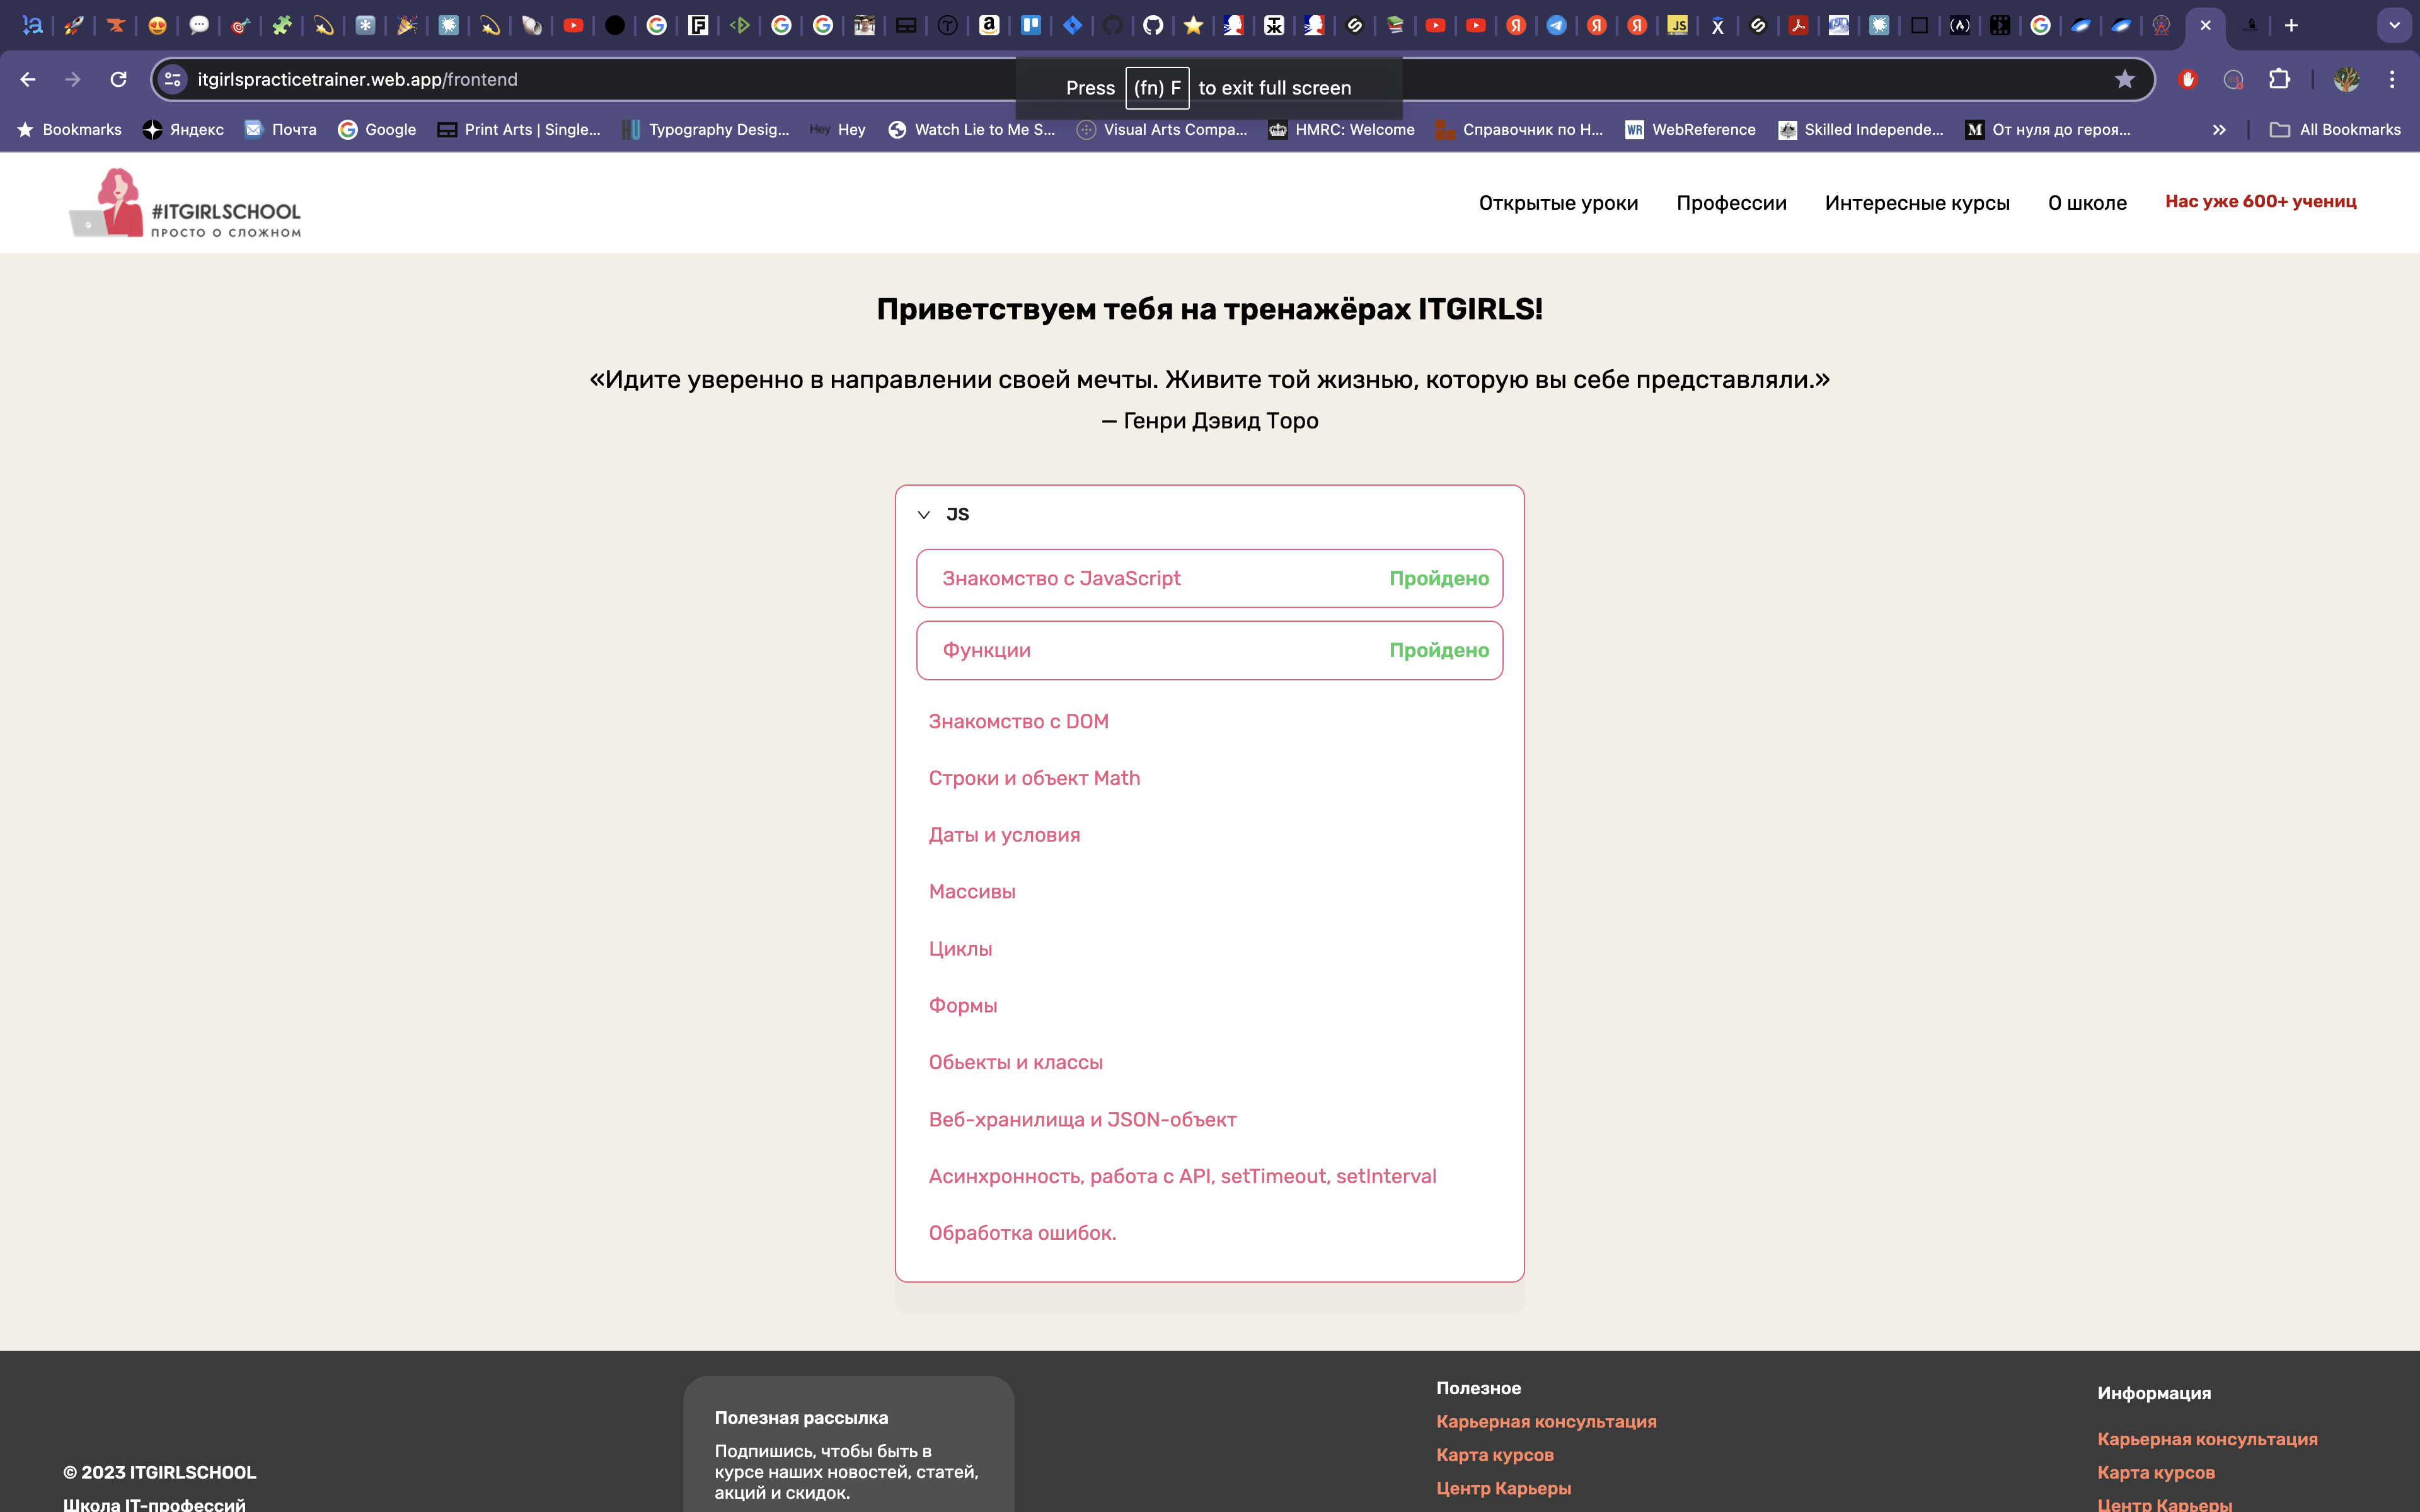 itgirlspracticetrainer.web.app/frontend
Press (fn) F to exit full screen
Bookmarks Яндекс Почта Google Print Arts | Single... Typography Desig... Hey Hey Watch Lie to Me S... Visual Arts Compa... HMRC: Welcome Справочник по H... WR WebReference Skilled Independe... M От нуля до героя... » All Bookmarks
#ITGIRLSCHOOL
ПРОСТО О СЛОЖНОМ
Открытые уроки Профессии Интересные курсы О школе Нас уже 600+ учениц
Приветствуем тебя на тренажёрах ITGIRLS!
«Идите уверенно в направлении своей мечты. Живите той жизнью, которую вы себе представляли.»
— Генри Дэвид Торо
JS
Знакомство с JavaScript Пройдено
Функции Пройдено
Знакомство с DOM
Строки и объект Math
Даты и условия
Массивы
Циклы
Формы
Обьекты и классы
Веб-хранилища и JSON-объект
Асинхронность, работа с API, setTimeout, setInterval
Обработка ошибок.
© 2023 ITGIRLSCHOOL
Школа IT-профессий
Полезная рассылка
Подпишись, чтобы быть в
курсе наших новостей, статей,
акций и скидок.
Полезное
Карьерная консультация
Карта курсов
Центр Карьеры
Информация
Карьерная консультация
Карта курсов
Центр Карьеры